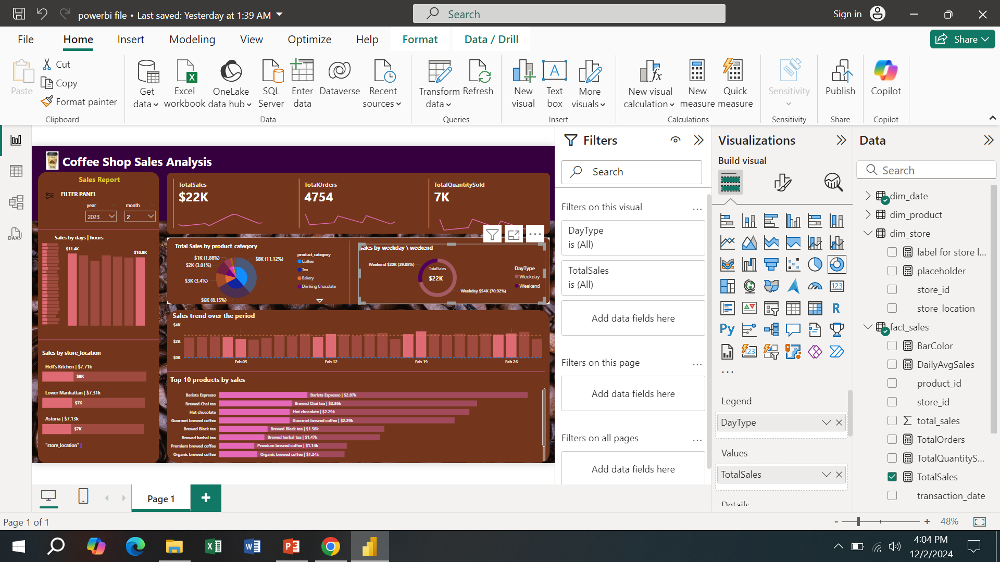 powerbi file • Last saved: Yesterday at 1:39 AM
Search
Sign in
File
Home
Insert
Modeling
View
Optimize
Help
Format
Data / Drill
Share
Paste
Cut
Copy
Format painter
Clipboard
Get data
Excel workbook
OneLake data hub
SQL Server
Enter data
Dataverse
Recent sources
Data
Transform data
Refresh
Queries
New visual
Text box
More visuals
Insert
New visual calculation
New measure
Quick measure
Calculations
Sensitivity
Sensitivity
Publish
Share
Copilot
Copilot
DAX
Coffee Shop Sales Analysis
Sales Report
FILTER PANEL
year
month
2023
2
Sales by days | hours
$11.4K
$10.8K
Sales by store_location
Hell's Kitchen | $7.71k
$8K
Lower Manhattan | $7.31k
$7K
Astoria | $7.13k
$7K
"store_location" |
TotalSales
$22K
TotalOrders
4754
TotalQuantitySold
7K
Total Sales by product_category
$1K (1.88%)
$2K (3.01%)
$3K (3.4%)
$6K (8.15%)
$8K (11.12%)
product_category
Coffee
Tea
Bakery
Drinking Chocolate
sales by weekday \ weekend
Weekend $22K (29.08%)
TotalSales
$22K
Weekday $54K (70.92%)
DayType
Weekday
Weekend
Sales trend over the period
$4K
$2K
$0K
Feb 05
Feb 12
Feb 19
Feb 26
Top 10 products by sales
Barista Espresso
Barista Espresso | $2.87k
Brewed Chai tea
Brewed Chai tea | $2.36k
Hot chocolate
Hot chocolate | $2.29k
Gourmet brewed coffee
Gourmet brewed coffee | $2.29k
Brewed Black tea
Brewed Black tea | $1.58k
Brewed herbal tea
Brewed herbal tea | $1.47k
Premium brewed coffee
Premium brewed coffee | $1.14k
Organic brewed coffee
Organic brewed coffee | $1.24k
Filters
Search
Filters on this visual
DayType
is (All)
TotalSales
is (All)
Add data fields here
Filters on this page
Add data fields here
Filters on all pages
Add data fields here
Visualizations
Build visual
123
R
Py
123
Legend
DayType
Values
TotalSales
Details
Data
Search
dim_date
dim_product
dim_store
label for store l...
placeholder
store_id
store_location
fact_sales
BarColor
DailyAvgSales
product_id
store_id
total_sales
TotalOrders
TotalQuantityS...
TotalSales
transaction_date
Page 1
Page 1 of 1
48%
4:04 PM
12/2/2024